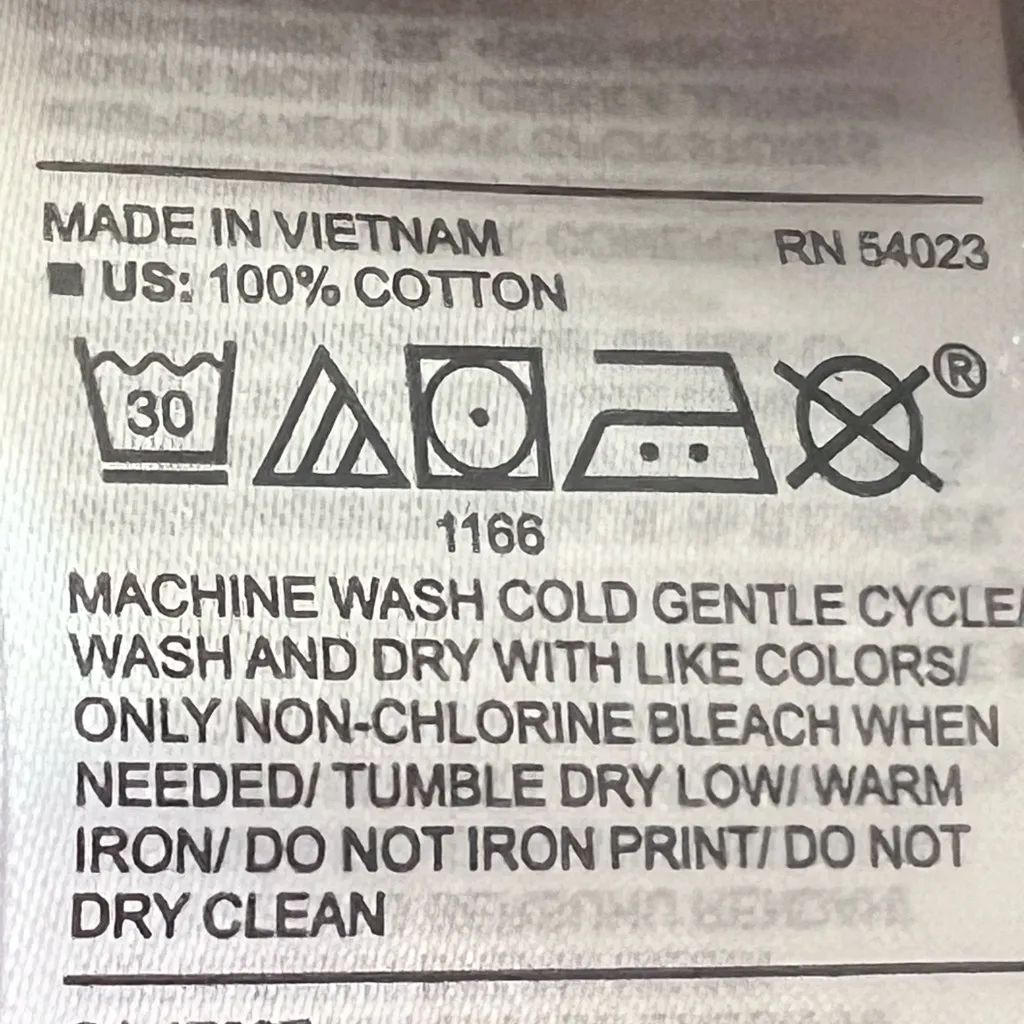 MADE IN VIETNAM RN 54023
US: 100% COTTON
30
®
1166
MACHINE WASH COLD GENTLE CYCLE/
WASH AND DRY WITH LIKE COLORS/
ONLY NON-CHLORINE BLEACH WHEN
NEEDED/ TUMBLE DRY LOW/ WARM
IRON/ DO NOT IRON PRINT/ DO NOT
DRY CLEAN